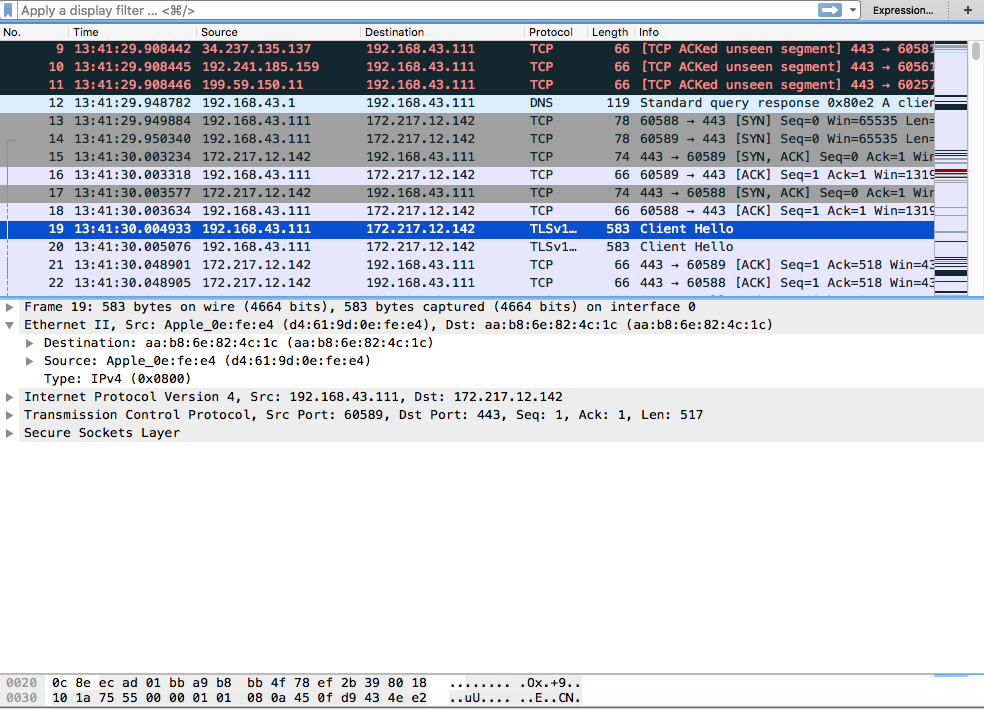 Apply a display filter ... <⌘/> Expression... +
No. Time Source Destination Protocol Length Info
9 13:41:29.908442 34.237.135.137 192.168.43.111 TCP 66 [TCP ACKed unseen segment] 443 → 60581
10 13:41:29.908445 192.241.185.159 192.168.43.111 TCP 66 [TCP ACKed unseen segment] 443 → 60561
11 13:41:29.908446 199.59.150.11 192.168.43.111 TCP 66 [TCP ACKed unseen segment] 443 → 60257
12 13:41:29.948782 192.168.43.1 192.168.43.111 DNS 119 Standard query response 0x80e2 A clien
13 13:41:29.949884 192.168.43.111 172.217.12.142 TCP 78 60588 → 443 [SYN] Seq=0 Win=65535 Len=
14 13:41:29.950340 192.168.43.111 172.217.12.142 TCP 78 60589 → 443 [SYN] Seq=0 Win=65535 Len=
15 13:41:30.003234 172.217.12.142 192.168.43.111 TCP 74 443 → 60589 [SYN, ACK] Seq=0 Ack=1 Win
16 13:41:30.003318 192.168.43.111 172.217.12.142 TCP 66 60589 → 443 [ACK] Seq=1 Ack=1 Win=1319
17 13:41:30.003577 172.217.12.142 192.168.43.111 TCP 74 443 → 60588 [SYN, ACK] Seq=0 Ack=1 Win
18 13:41:30.003634 192.168.43.111 172.217.12.142 TCP 66 60588 → 443 [ACK] Seq=1 Ack=1 Win=1319
19 13:41:30.004933 192.168.43.111 172.217.12.142 TLSv1… 583 Client Hello
20 13:41:30.005076 192.168.43.111 172.217.12.142 TLSv1… 583 Client Hello
21 13:41:30.048901 172.217.12.142 192.168.43.111 TCP 66 443 → 60589 [ACK] Seq=1 Ack=518 Win=43
22 13:41:30.048905 172.217.12.142 192.168.43.111 TCP 66 443 → 60588 [ACK] Seq=1 Ack=518 Win=43
Frame 19: 583 bytes on wire (4664 bits), 583 bytes captured (4664 bits) on interface 0
Ethernet II, Src: Apple_0e:fe:e4 (d4:61:9d:0e:fe:e4), Dst: aa:b8:6e:82:4c:1c (aa:b8:6e:82:4c:1c)
Destination: aa:b8:6e:82:4c:1c (aa:b8:6e:82:4c:1c)
Source: Apple_0e:fe:e4 (d4:61:9d:0e:fe:e4)
Type: IPv4 (0x0800)
Internet Protocol Version 4, Src: 192.168.43.111, Dst: 172.217.12.142
Transmission Control Protocol, Src Port: 60589, Dst Port: 443, Seq: 1, Ack: 1, Len: 517
Secure Sockets Layer
0020 0c 8e ec ad 01 bb a9 b8 bb 4f 78 ef 2b 39 80 18 ........ .Ox.+9..
0030 10 1a 75 55 00 00 01 01 08 0a 45 0f d9 43 4e e2 ..uU.... ..E..CN.